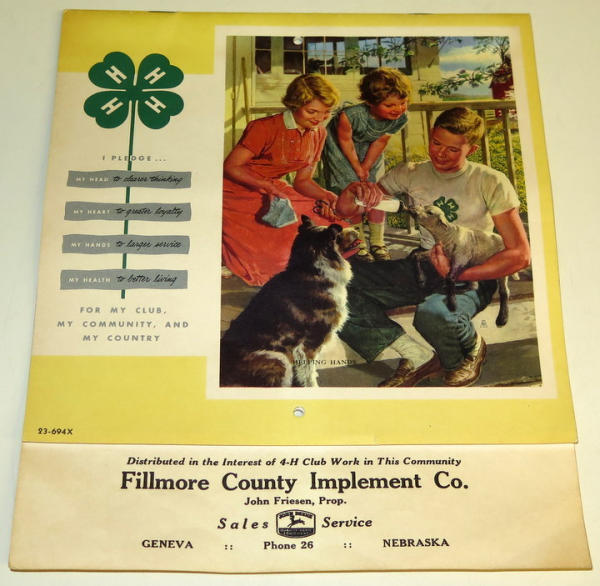 H H
H H
I PLEDGE...
MY HEAD to clearer thinking
MY HEART to greater loyalty
MY HANDS to larger service
MY HEALTH to better living
FOR MY CLUB,
MY COMMUNITY, AND
MY COUNTRY
HELPING HANDS
23-694X
Distributed in the Interest of 4-H Club Work in This Community
Fillmore County Implement Co.
John Friesen, Prop.
Sales JOHN DEERE Service
GENEVA :: Phone 26 :: NEBRASKA